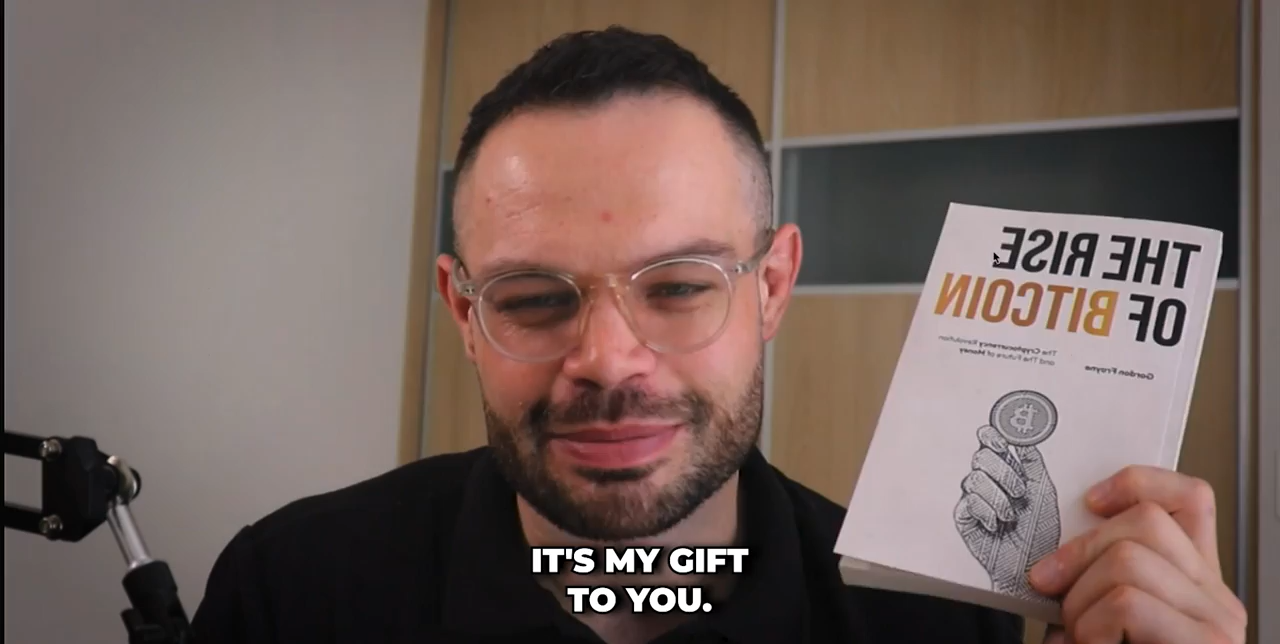 THE RISE
OF BITCOIN
The Cryptocurrency Revolution
and The Future of Money
Gordon Frayne
IT'S MY GIFT
TO YOU.